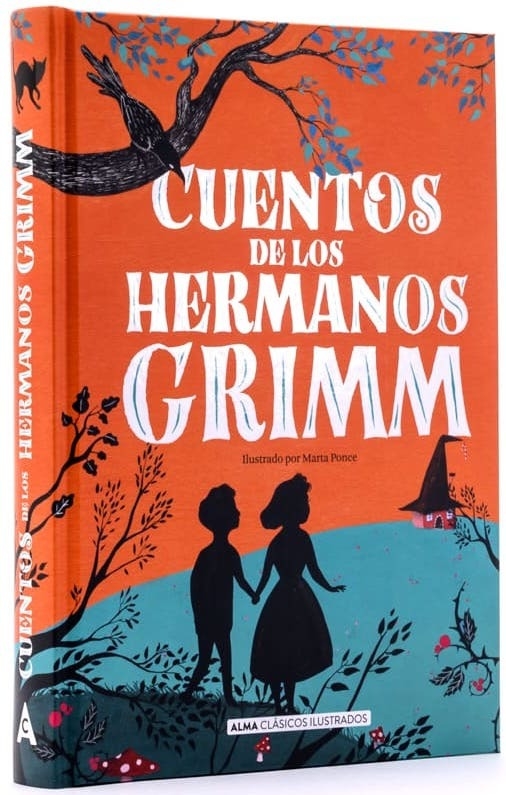 CUENTOS DE LOS HERMANOS GRIMM
CUENTOS
DE LOS
HERMANOS
GRIMM
Ilustrado por Marta Ponce
ALMA CLÁSICOS ILUSTRADOS